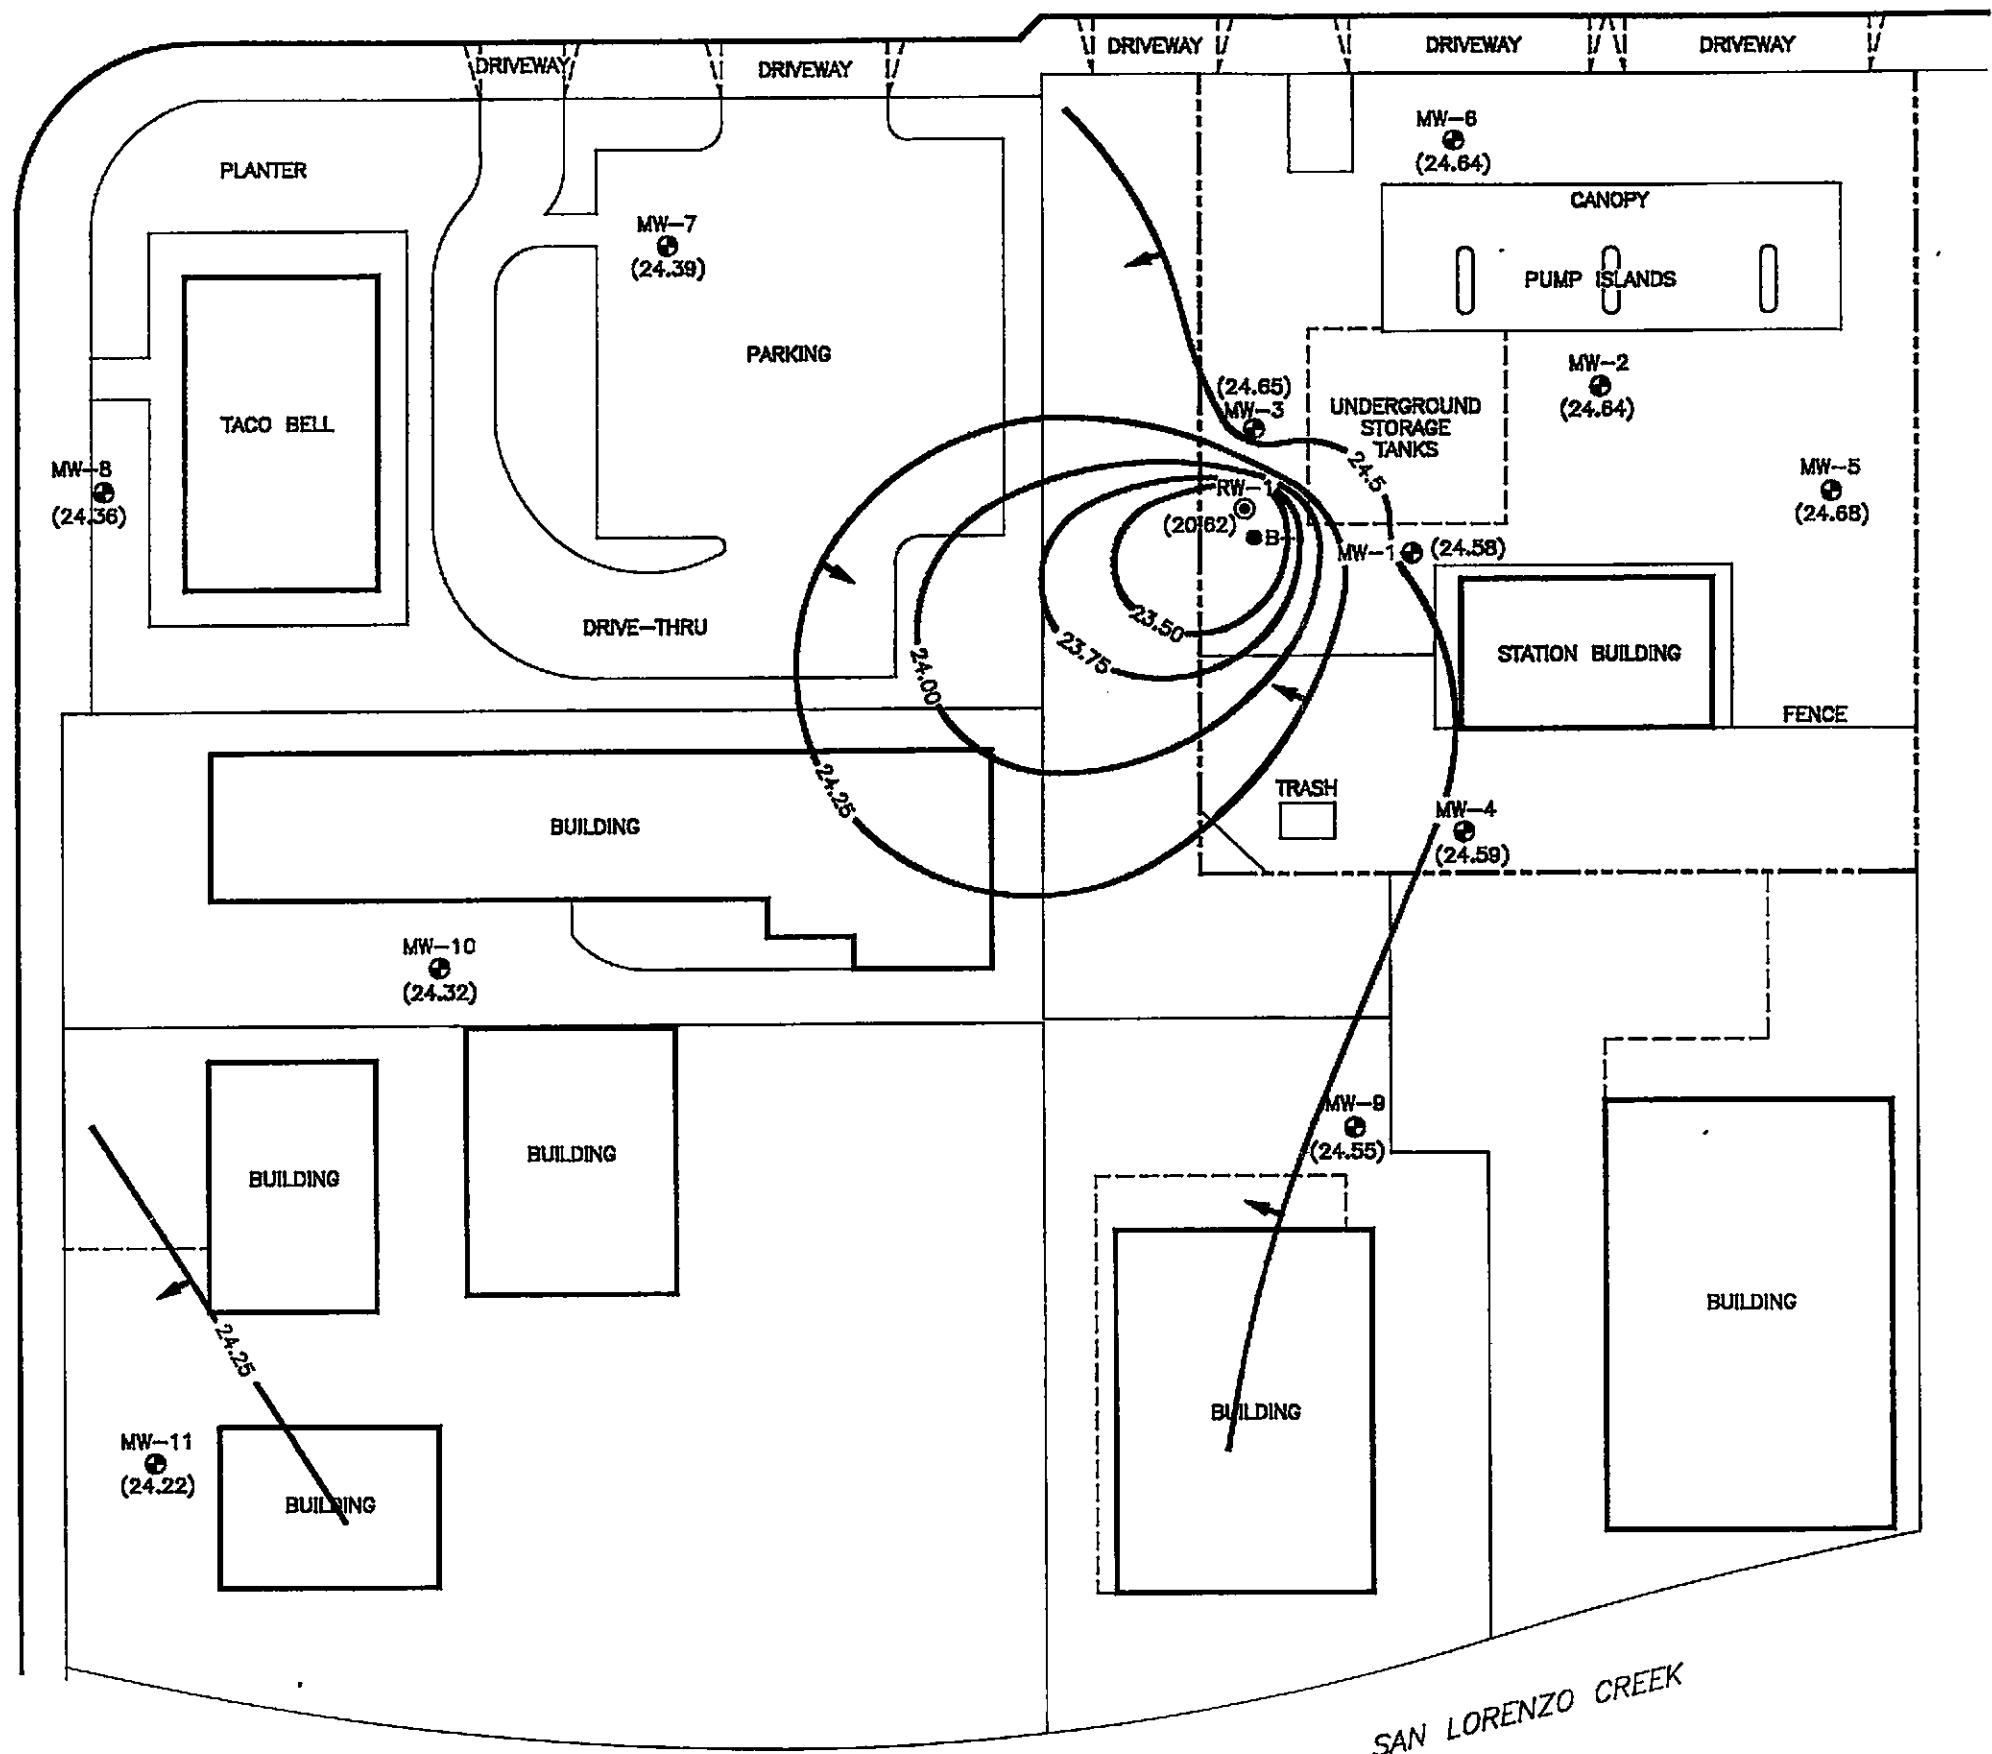 DRIVEWAY
DRIVEWAY
DRIVEWAY
DRIVEWAY
DRIVEWAY
MW-6
(24.64)
PLANTER
CANOPY
MW-7
(24.39)
PUMP ISLANDS
PARKING
MW-2
(24.64)
(24.65)
MW-3
UNDERGROUND
STORAGE
TANKS
TACO BELL
24.5
MW-8
(24.36)
MW-5
(24.68)
RW-1
(20.62)
B-
MW-1 (24.58)
DRIVE-THRU
23.50
23.75
24.00
STATION BUILDING
FENCE
24.25
TRASH
MW-4
(24.59)
BUILDING
MW-10
(24.32)
MW-9
(24.55)
BUILDING
BUILDING
BUILDING
24.25
BUILDING
MW-11
(24.22)
BUILDING
SAN LORENZO CREEK